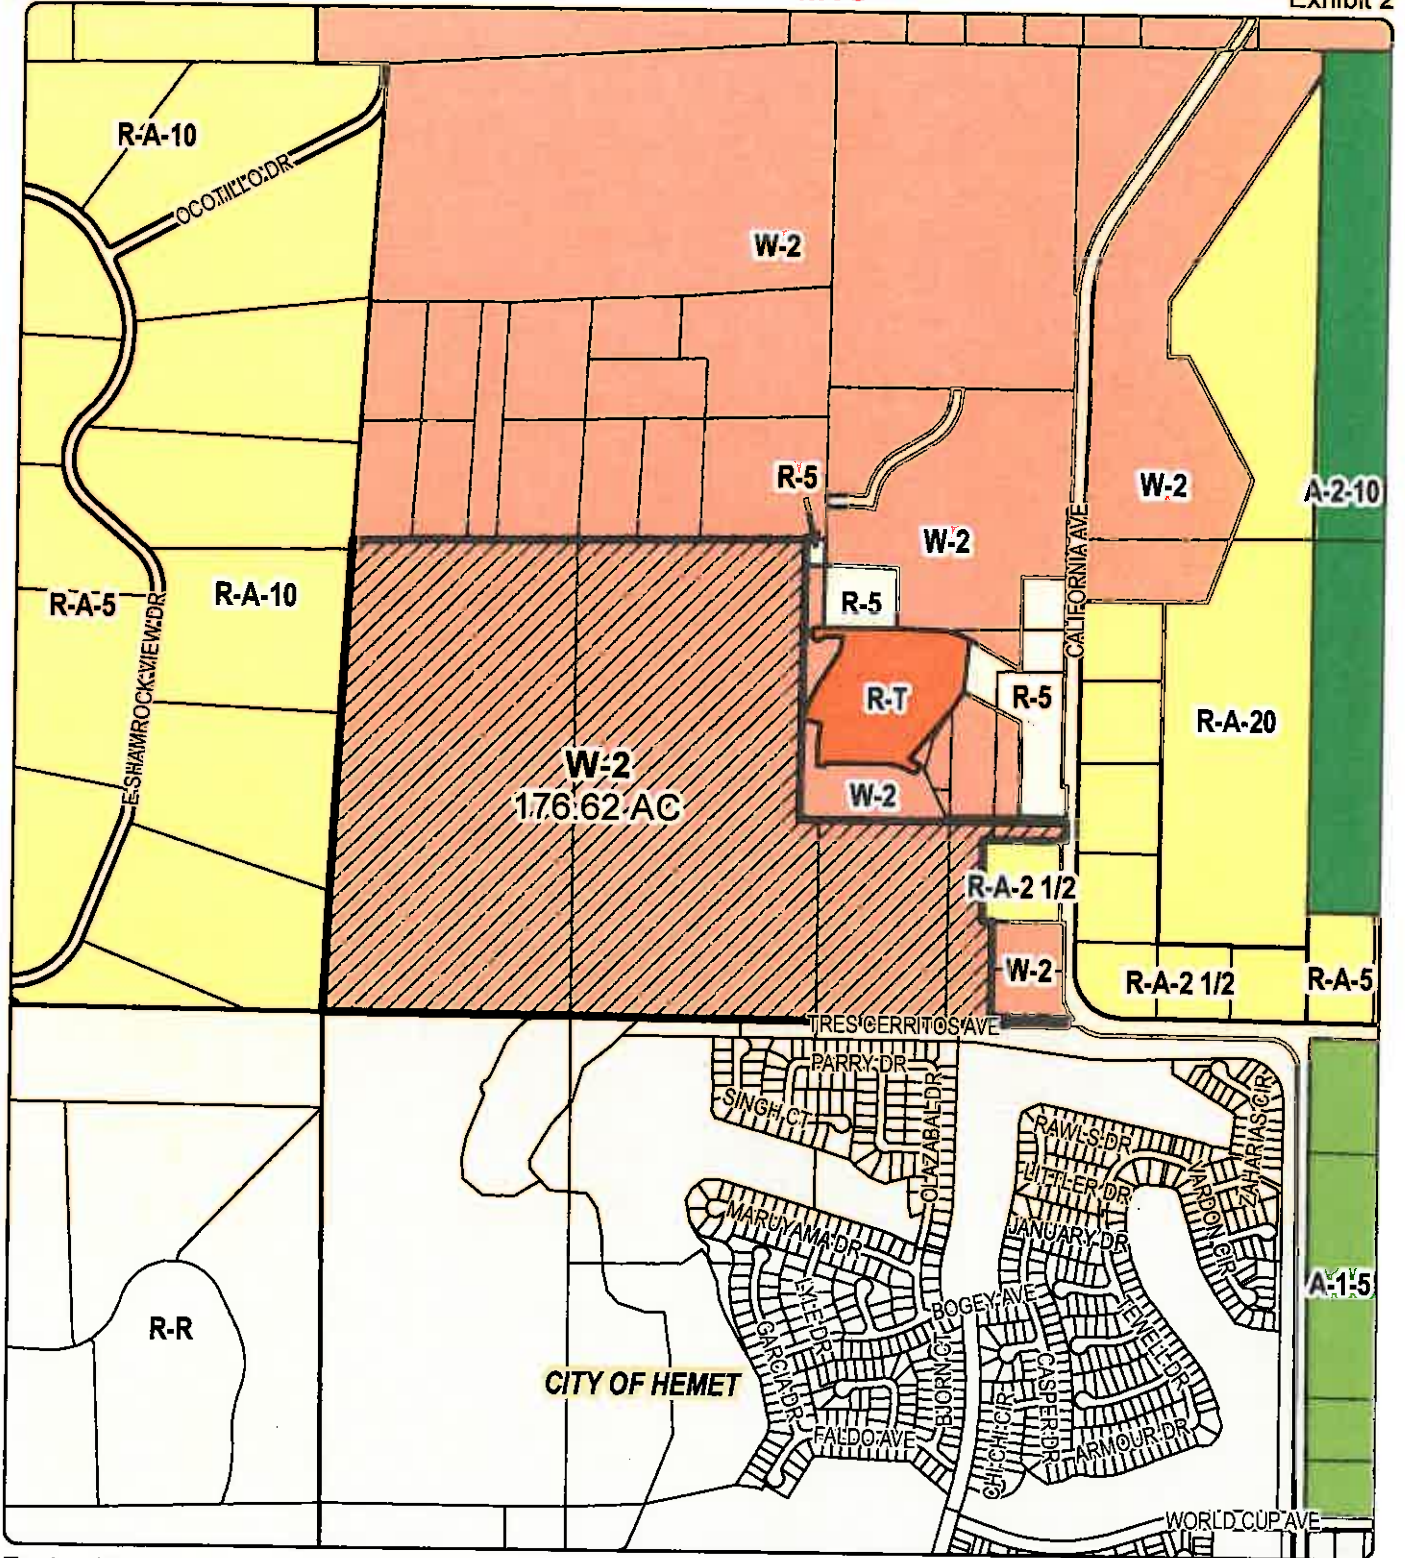 Exhibit 2
R-A-10
OCOTILLO DR
W-2
R-5
W-2
W-2
A-2-10
CALIFORNIA AVE
R-A-5
R-A-10
E SHAMROCK VIEW DR
R-5
R-T
R-5
R-A-20
W-2
176.62 AC
W-2
R-A-2 1/2
W-2
R-A-2 1/2
R-A-5
TRES CERRITOS AVE
PARRY DR
SINGH CT
OLAZABAL DR
RAWLS DR
ZAHARIAS CIR
LITTLER DR
VARDON CIR
MARUYAMA DR
JANUARY DR
A-1-5
R-R
LYLE DR
BOGEY AVE
TEWELL DR
GARCIA DR
BJORN CT
CASPER DR
CITY OF HEMET
CHI CHI CIR
FALDO AVE
ARMOUR DR
WORLD CUP AVE